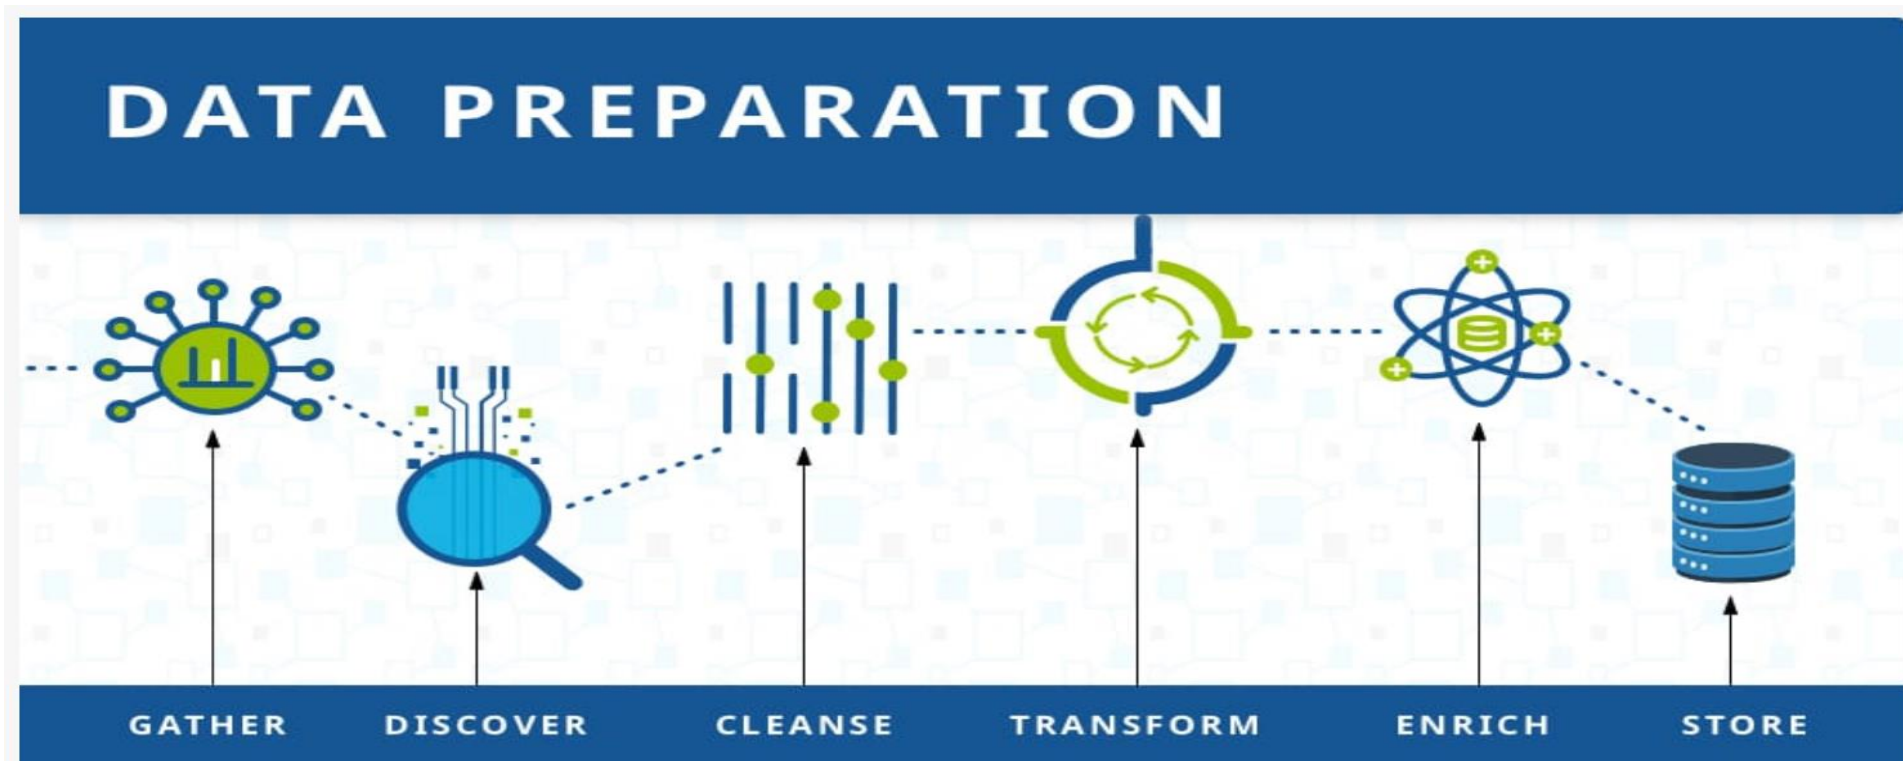 DATA PREPARATION
GATHER DISCOVER CLEANSE TRANSFORM ENRICH STORE